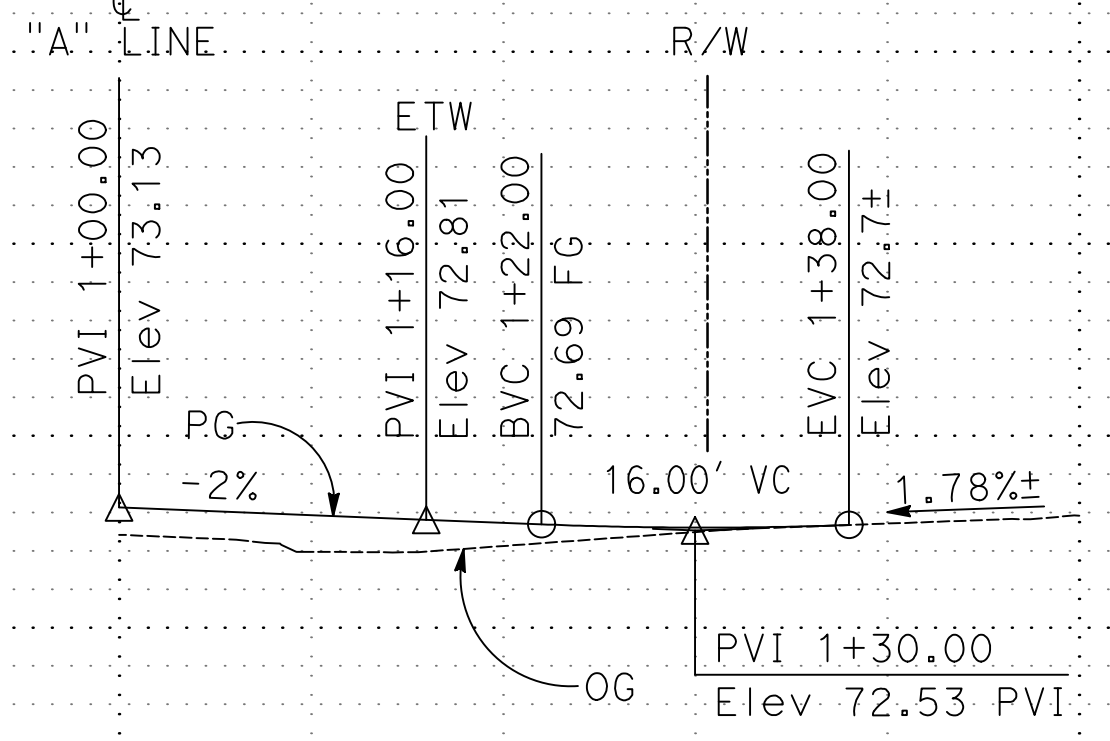 ℄
"A" LINE
R/W
ETW
PVI 1+00.00
Elev 73.13
PVI 1+16.00
Elev 72.81
BVC 1+22.00
72.69 FG
EVC 1+38.00
Elev 72.7±
PG
-2%
16.00' VC
1.78%±
OG
PVI 1+30.00
Elev 72.53 PVI